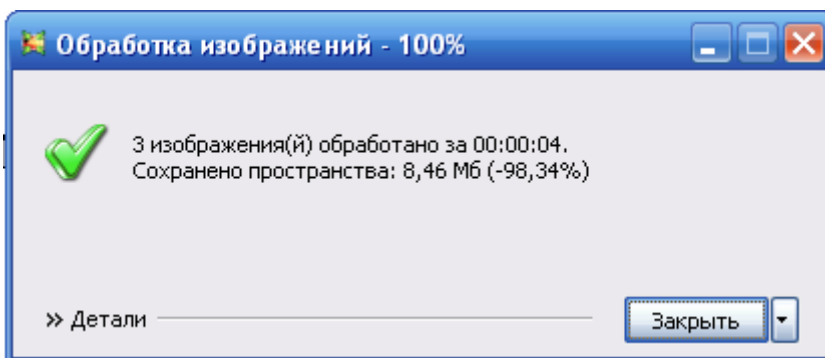 Обработка изображений - 100%
3 изображения(й) обработано за 00:00:04.
Сохранено пространства: 8,46 Мб (-98,34%)
>> Детали
Закрыть